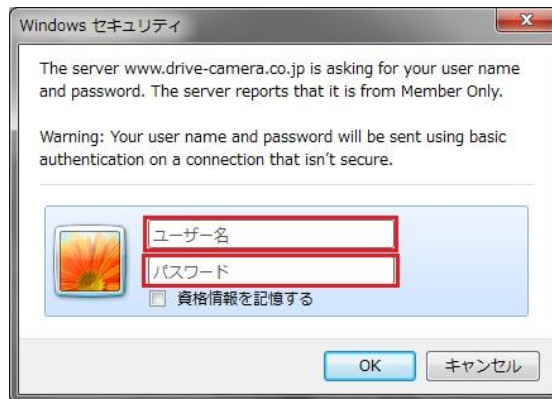 Windows セキュリティ
The server www.drive-camera.co.jp is asking for your user name
and password. The server reports that it is from Member Only.
Warning: Your user name and password will be sent using basic
authentication on a connection that isn't secure.
ユーザー名
パスワード
資格情報を記憶する
OK
キャンセル